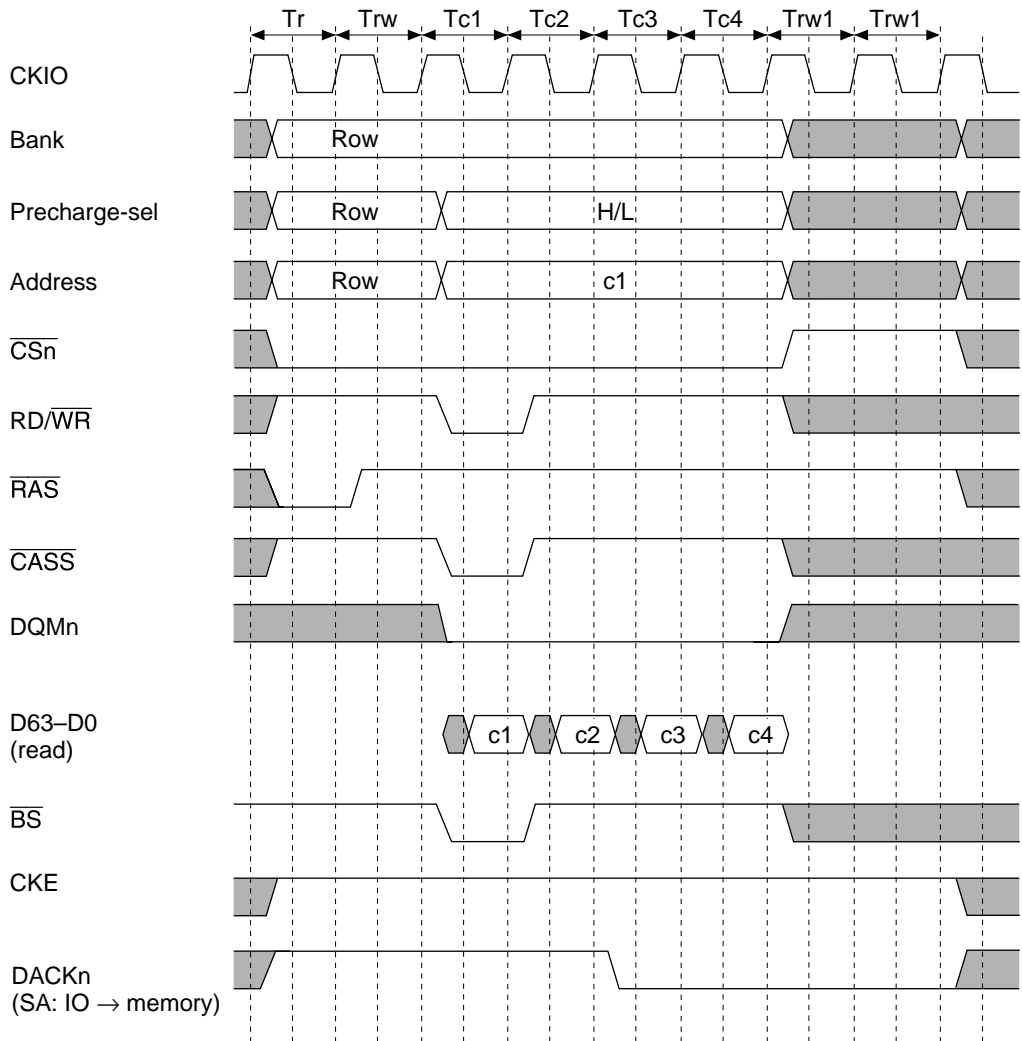 Tr Trw Tc1 Tc2 Tc3 Tc4 Trw1 Trw1
CKIO
Bank Row
Precharge-sel Row H/L
Address Row c1
CSn
RD/WR
RAS
CASS
DQMn
D63–D0
(read)
c1 c2 c3 c4
BS
CKE
DACKn
(SA: IO → memory)